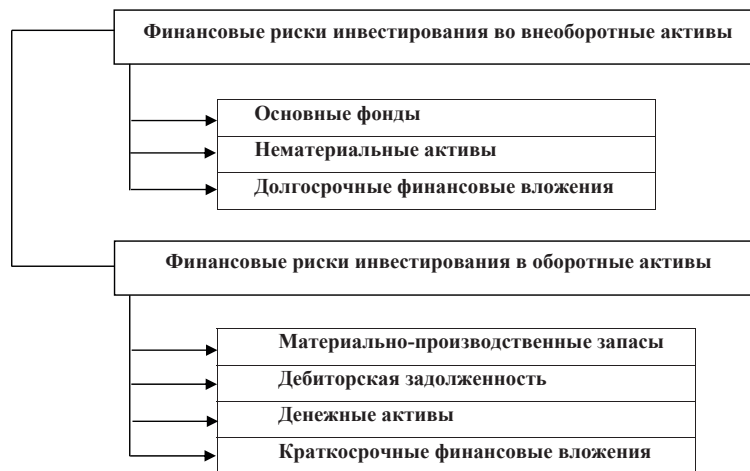 Финансовые риски инвестирования во внеоборотные активы
Основные фонды
Нематериальные активы
Долгосрочные финансовые вложения
Финансовые риски инвестирования в оборотные активы
Материально-производственные запасы
Дебиторская задолженность
Денежные активы
Краткосрочные финансовые вложения